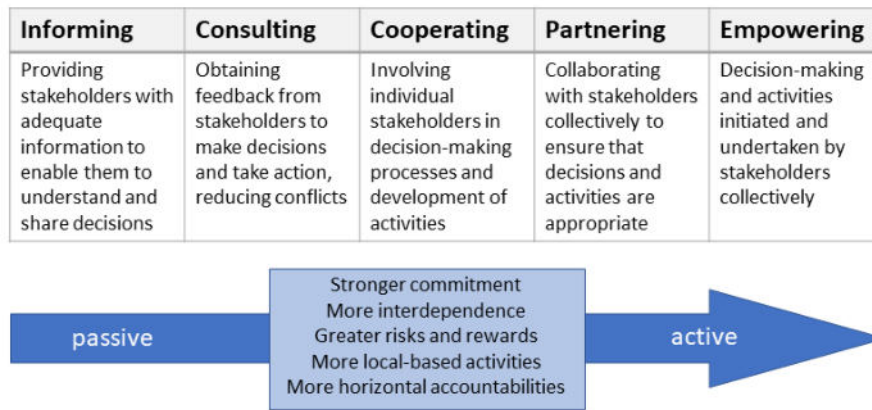 Informing
Consulting
Cooperating
Partnering
Empowering
Providing
stakeholders with
adequate
information to
enable them to
understand and
share decisions
Obtaining
feedback from
stakeholders to
make decisions
and take action,
reducing conflicts
Involving
individual
stakeholders in
decision-making
processes and
development of
activities
Collaborating
with stakeholders
collectively to
ensure that
decisions and
activities are
appropriate
Decision-making
and activities
initiated and
undertaken by
stakeholders
collectively
passive
Stronger commitment
More interdependence
Greater risks and rewards
More local-based activities
More horizontal accountabilities
active